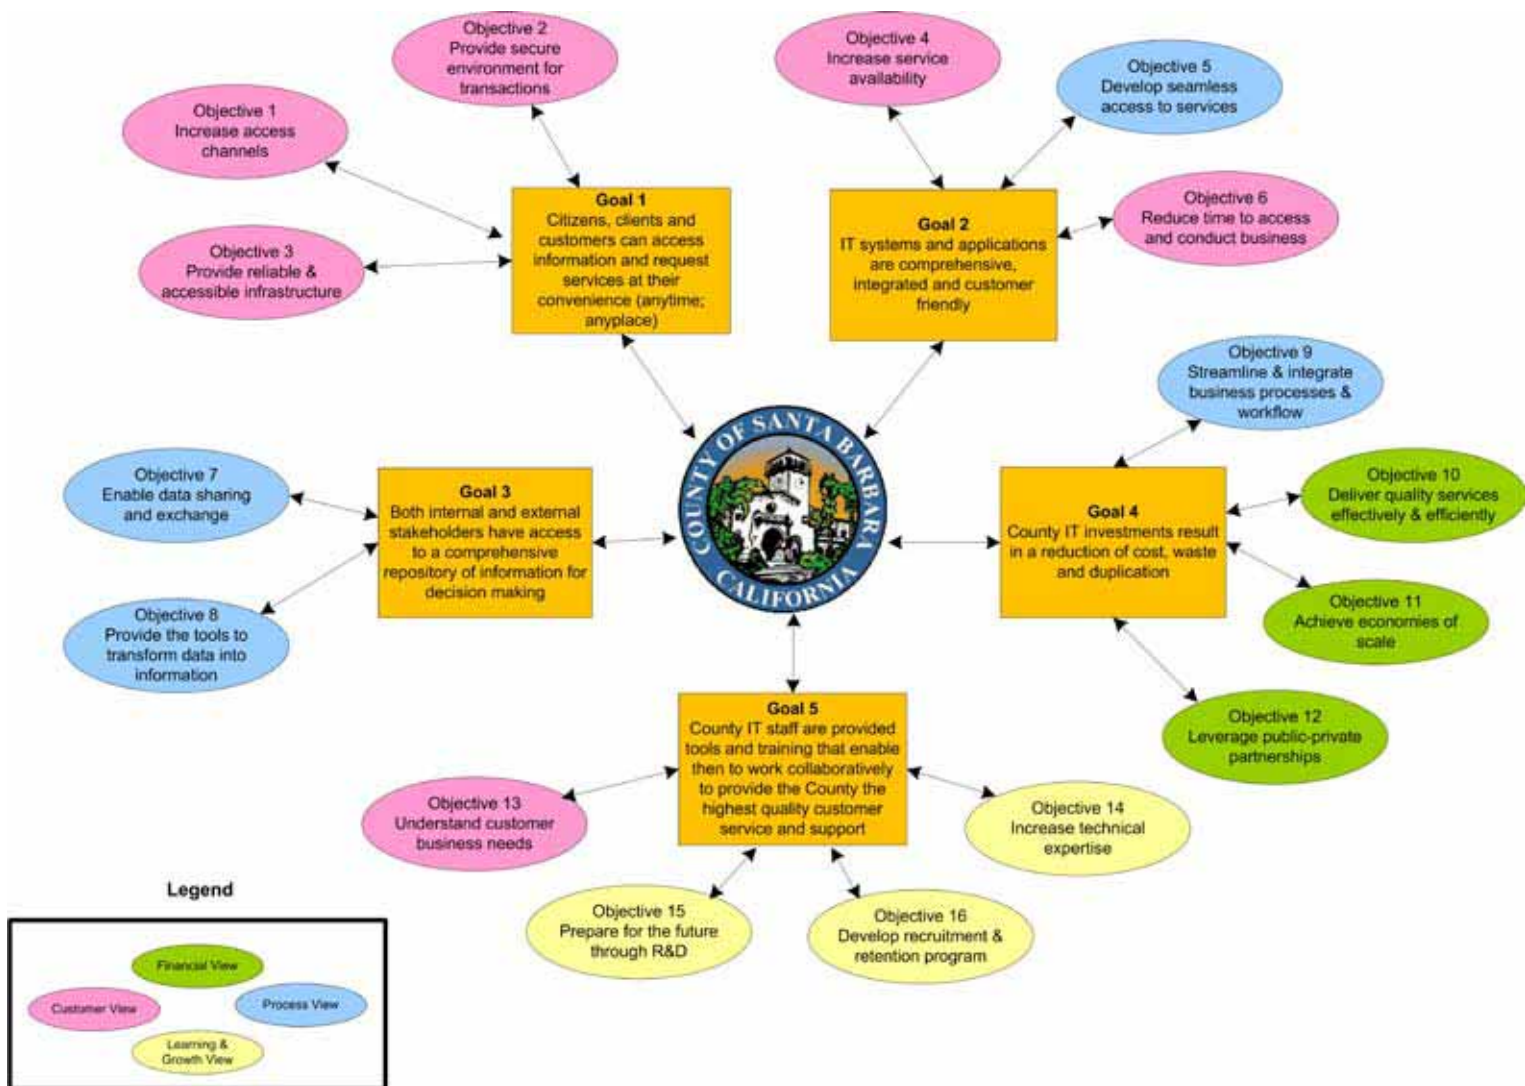 Objective 1
Increase access
channels
Objective 2
Provide secure
environment for
transactions
Objective 3
Provide reliable &
accessible infrastructure
Goal 1
Citizens, clients and
customers can access
information and request
services at their
convenience (anytime;
anyplace)
Objective 4
Increase service
availability
Objective 5
Develop seamless
access to services
Objective 6
Reduce time to access
and conduct business
Goal 2
IT systems and applications
are comprehensive,
integrated and customer
friendly
Objective 7
Enable data sharing
and exchange
Objective 8
Provide the tools to
transform data into
information
Goal 3
Both internal and external
stakeholders have access
to a comprehensive
repository of information for
decision making
COUNTY OF SANTA BARBARA
CALIFORNIA
Goal 4
County IT investments result
in a reduction of cost, waste
and duplication
Objective 9
Streamline & integrate
business processes &
workflow
Objective 10
Deliver quality services
effectively & efficiently
Objective 11
Achieve economies of
scale
Objective 12
Leverage public-private
partnerships
Goal 5
County IT staff are provided
tools and training that enable
then to work collaboratively
to provide the County the
highest quality customer
service and support
Objective 13
Understand customer
business needs
Objective 14
Increase technical
expertise
Objective 15
Prepare for the future
through R&D
Objective 16
Develop recruitment &
retention program
Legend
Financial View
Customer View
Process View
Learning &
Growth View